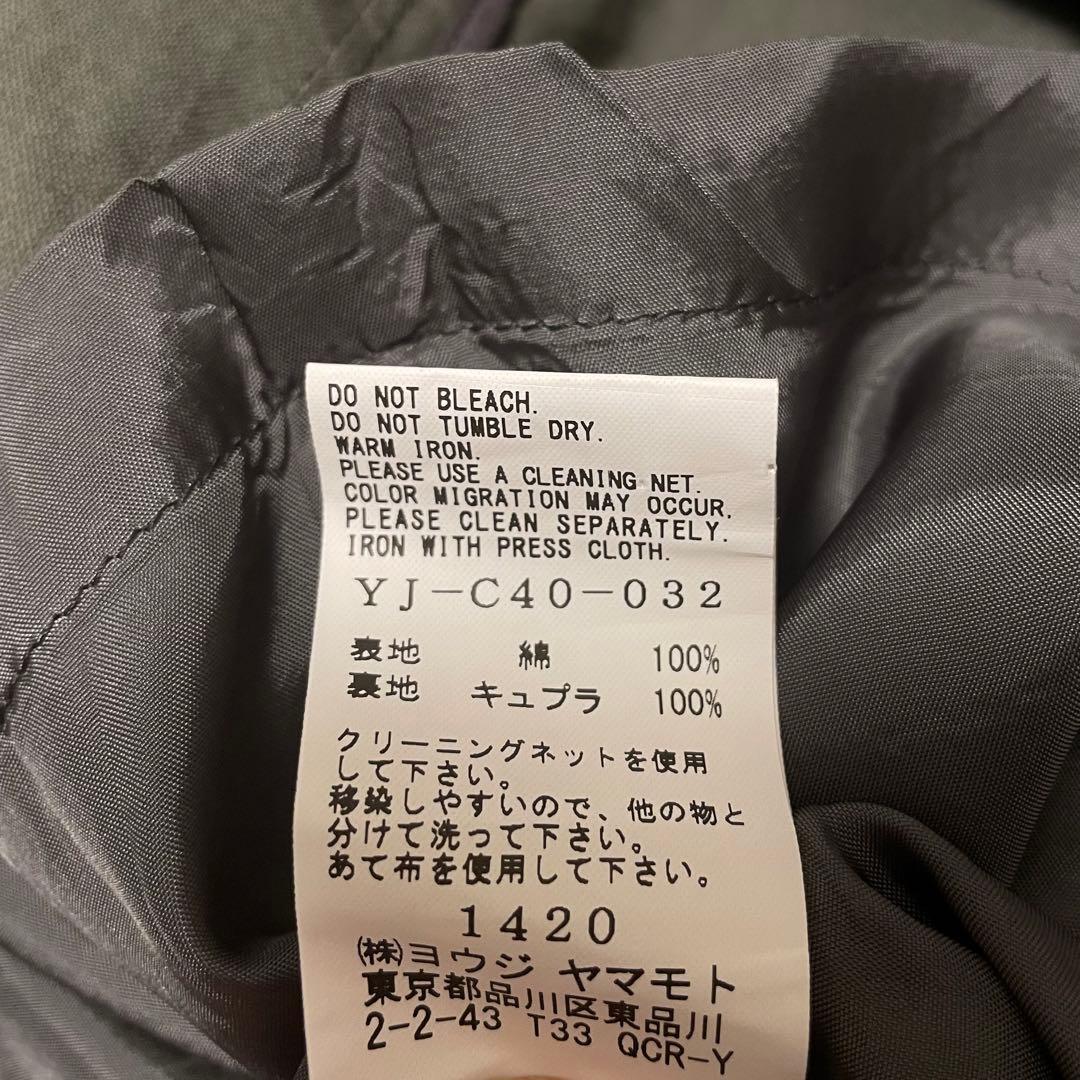 DO NOT BLEACH.
DO NOT TUMBLE DRY.
WARM IRON.
PLEASE USE A CLEANING NET.
COLOR MIGRATION MAY OCCUR.
PLEASE CLEAN SEPARATELY.
IRON WITH PRESS CLOTH.
YJ-C40-032
表地 綿 100%
裏地 キュプラ 100%
クリーニングネットを使用
して下さい。
移染しやすいので、他の物と
分けて洗って下さい。
あて布を使用して下さい。
1420
㈱ヨウジ ヤマモト
東京都品川区東品川
2-2-43 T33 QCR-Y